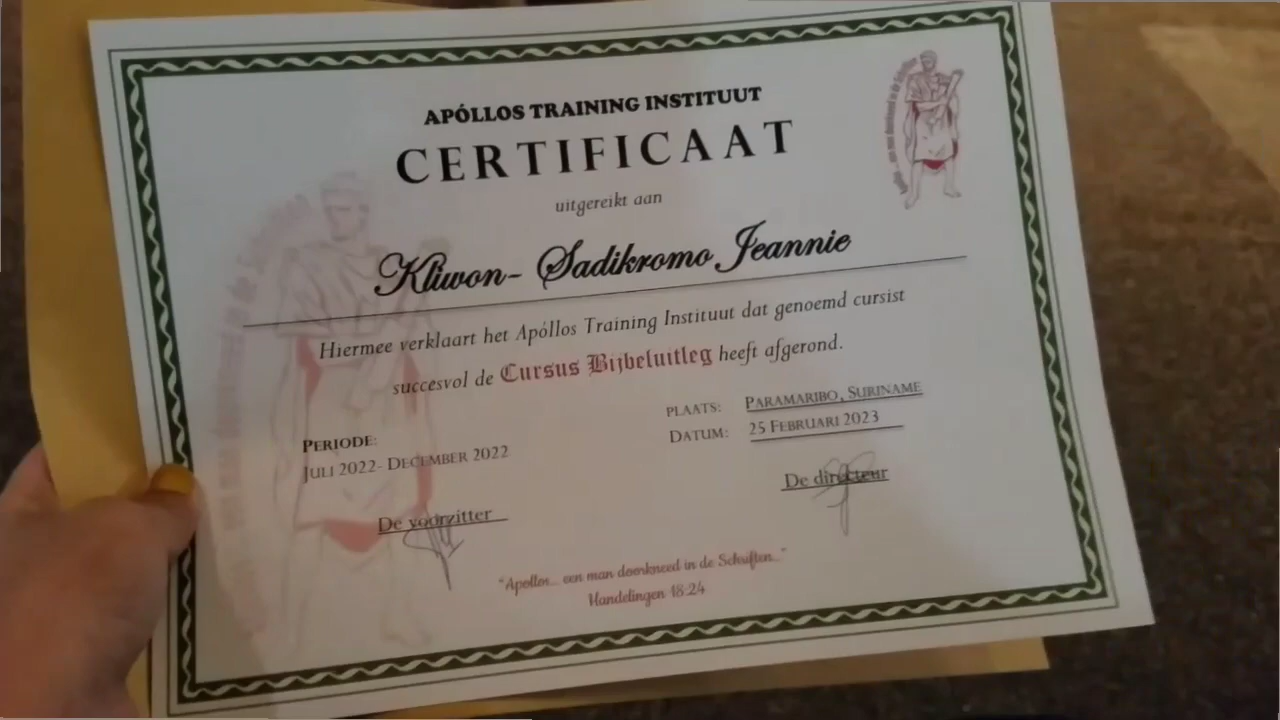 APÓLLOS TRAINING INSTITUUT
CERTIFICAAT
uitgereikt aan
Kliwon- Sadikromo Jeannie
Hiermee verklaart het Apóllos Training Instituut dat genoemd cursist
succesvol de Cursus Bijbeluitleg heeft afgerond.
PLAATS: PARAMARIBO, SURINAME
DATUM: 25 FEBRUARI 2023
PERIODE:
JULI 2022- DECEMBER 2022
De directeur
De voorzitter
"Apollos... een man doorkneed in de Schriften..."
Handelingen 18:24